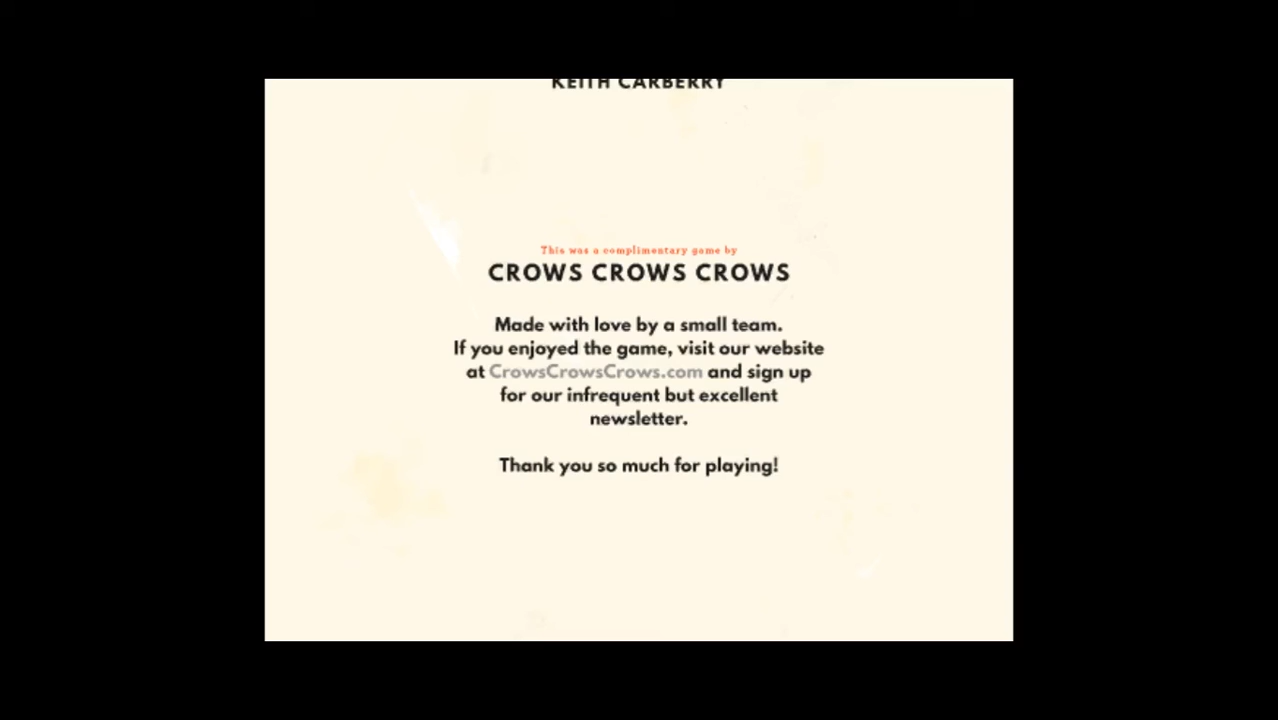 KEITH CARBERRY
This was a complimentary game by
CROWS CROWS CROWS
Made with love by a small team.
If you enjoyed the game, visit our website
at CrowsCrowsCrows.com and sign up
for our infrequent but excellent
newsletter.
Thank you so much for playing!